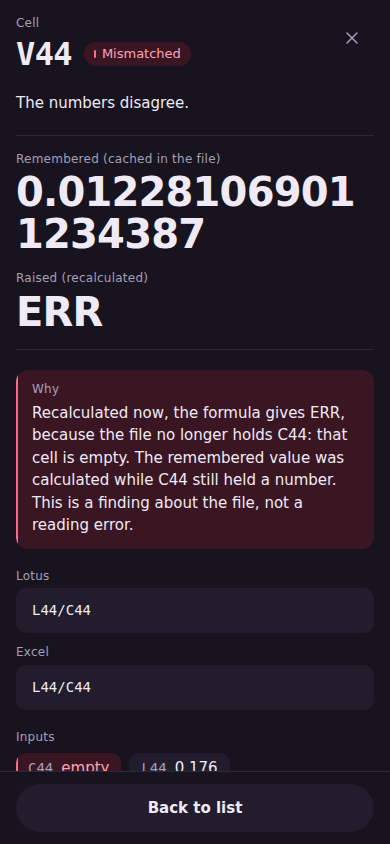 Cell
V44
Mismatched
The numbers disagree.
Remembered (cached in the file)
0.01228106901
1234387
Raised (recalculated)
ERR
Why
Recalculated now, the formula gives ERR,
because the file no longer holds C44: that
cell is empty. The remembered value was
calculated while C44 still held a number.
This is a finding about the file, not a
reading error.
Lotus
L44/C44
Excel
L44/C44
Inputs
C44 empty L44 0.176
Back to list